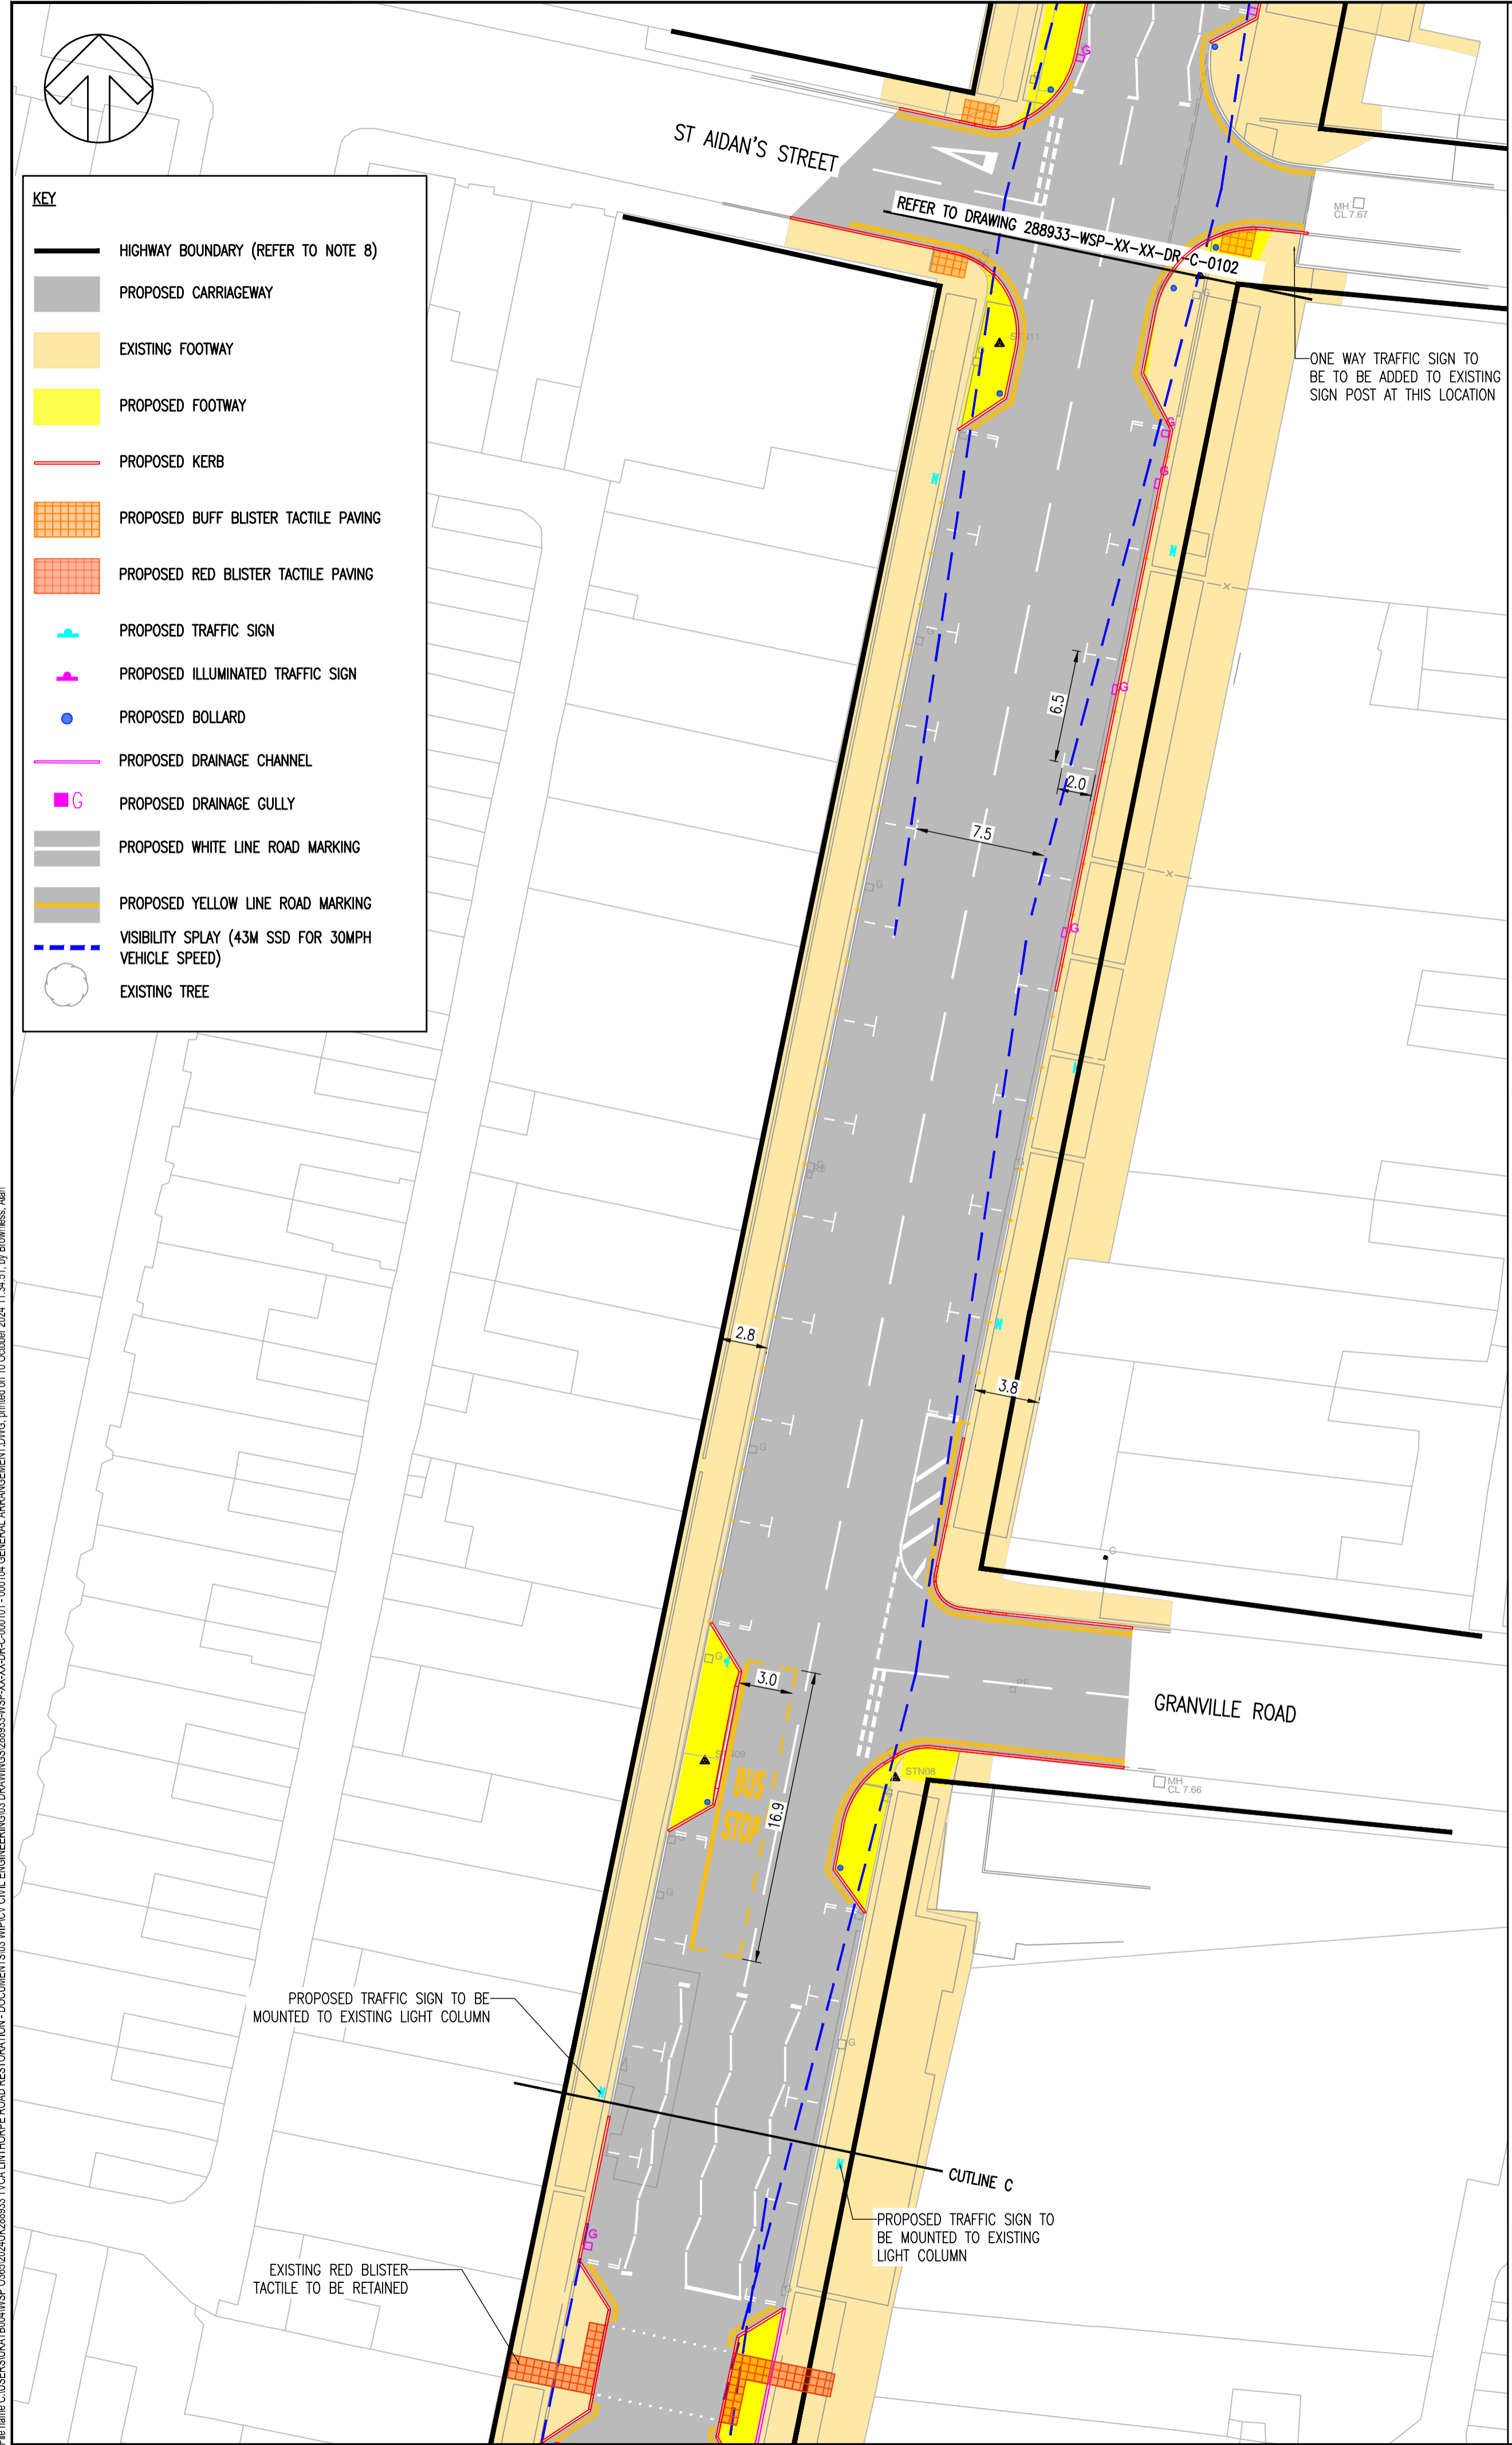 KEY
HIGHWAY BOUNDARY (REFER TO NOTE 8)
PROPOSED CARRIAGEWAY
EXISTING FOOTWAY
PROPOSED FOOTWAY
PROPOSED KERB
PROPOSED BUFF BLISTER TACTILE PAVING
PROPOSED RED BLISTER TACTILE PAVING
PROPOSED TRAFFIC SIGN
PROPOSED ILLUMINATED TRAFFIC SIGN
PROPOSED BOLLARD
PROPOSED DRAINAGE CHANNEL
G
PROPOSED DRAINAGE GULLY
PROPOSED WHITE LINE ROAD MARKING
PROPOSED YELLOW LINE ROAD MARKING
VISIBILITY SPLAY (43M SSD FOR 30MPH
VEHICLE SPEED)
EXISTING TREE
G
ST AIDAN'S STREET
REFER TO DRAWING 288933-WSP-XX-XX-DR-C-0102
MH
CL 7.67
STN11
ONE WAY TRAFFIC SIGN TO
BE TO BE ADDED TO EXISTING
SIGN POST AT THIS LOCATION
G
G
G
6.5
G
2.0
7.5
G
G
G
2.8
3.8
G
G
G
3.0
STN09
BUS
STOP
16.9
GRANVILLE ROAD
STN08
MH
CL 7.66
G
G
PROPOSED TRAFFIC SIGN TO BE
MOUNTED TO EXISTING LIGHT COLUMN
CUTLINE C
PROPOSED TRAFFIC SIGN TO
BE MOUNTED TO EXISTING
LIGHT COLUMN
G
EXISTING RED BLISTER
TACTILE TO BE RETAINED